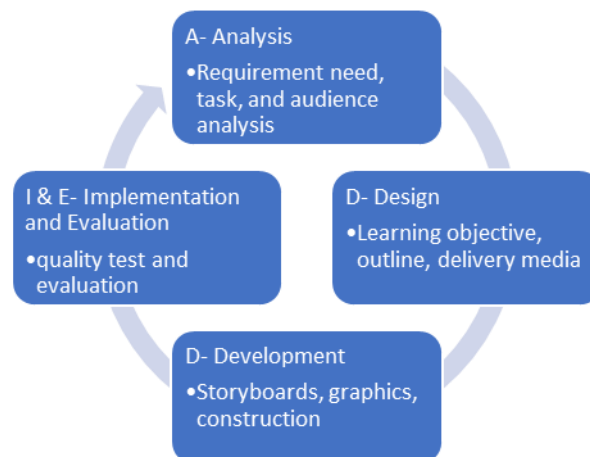 A- Analysis
•Requirement need,
task, and audience
analysis
D- Design
•Learning objective,
outline, delivery media
D- Development
•Storyboards, graphics,
construction
I & E- Implementation
and Evaluation
•quality test and
evaluation